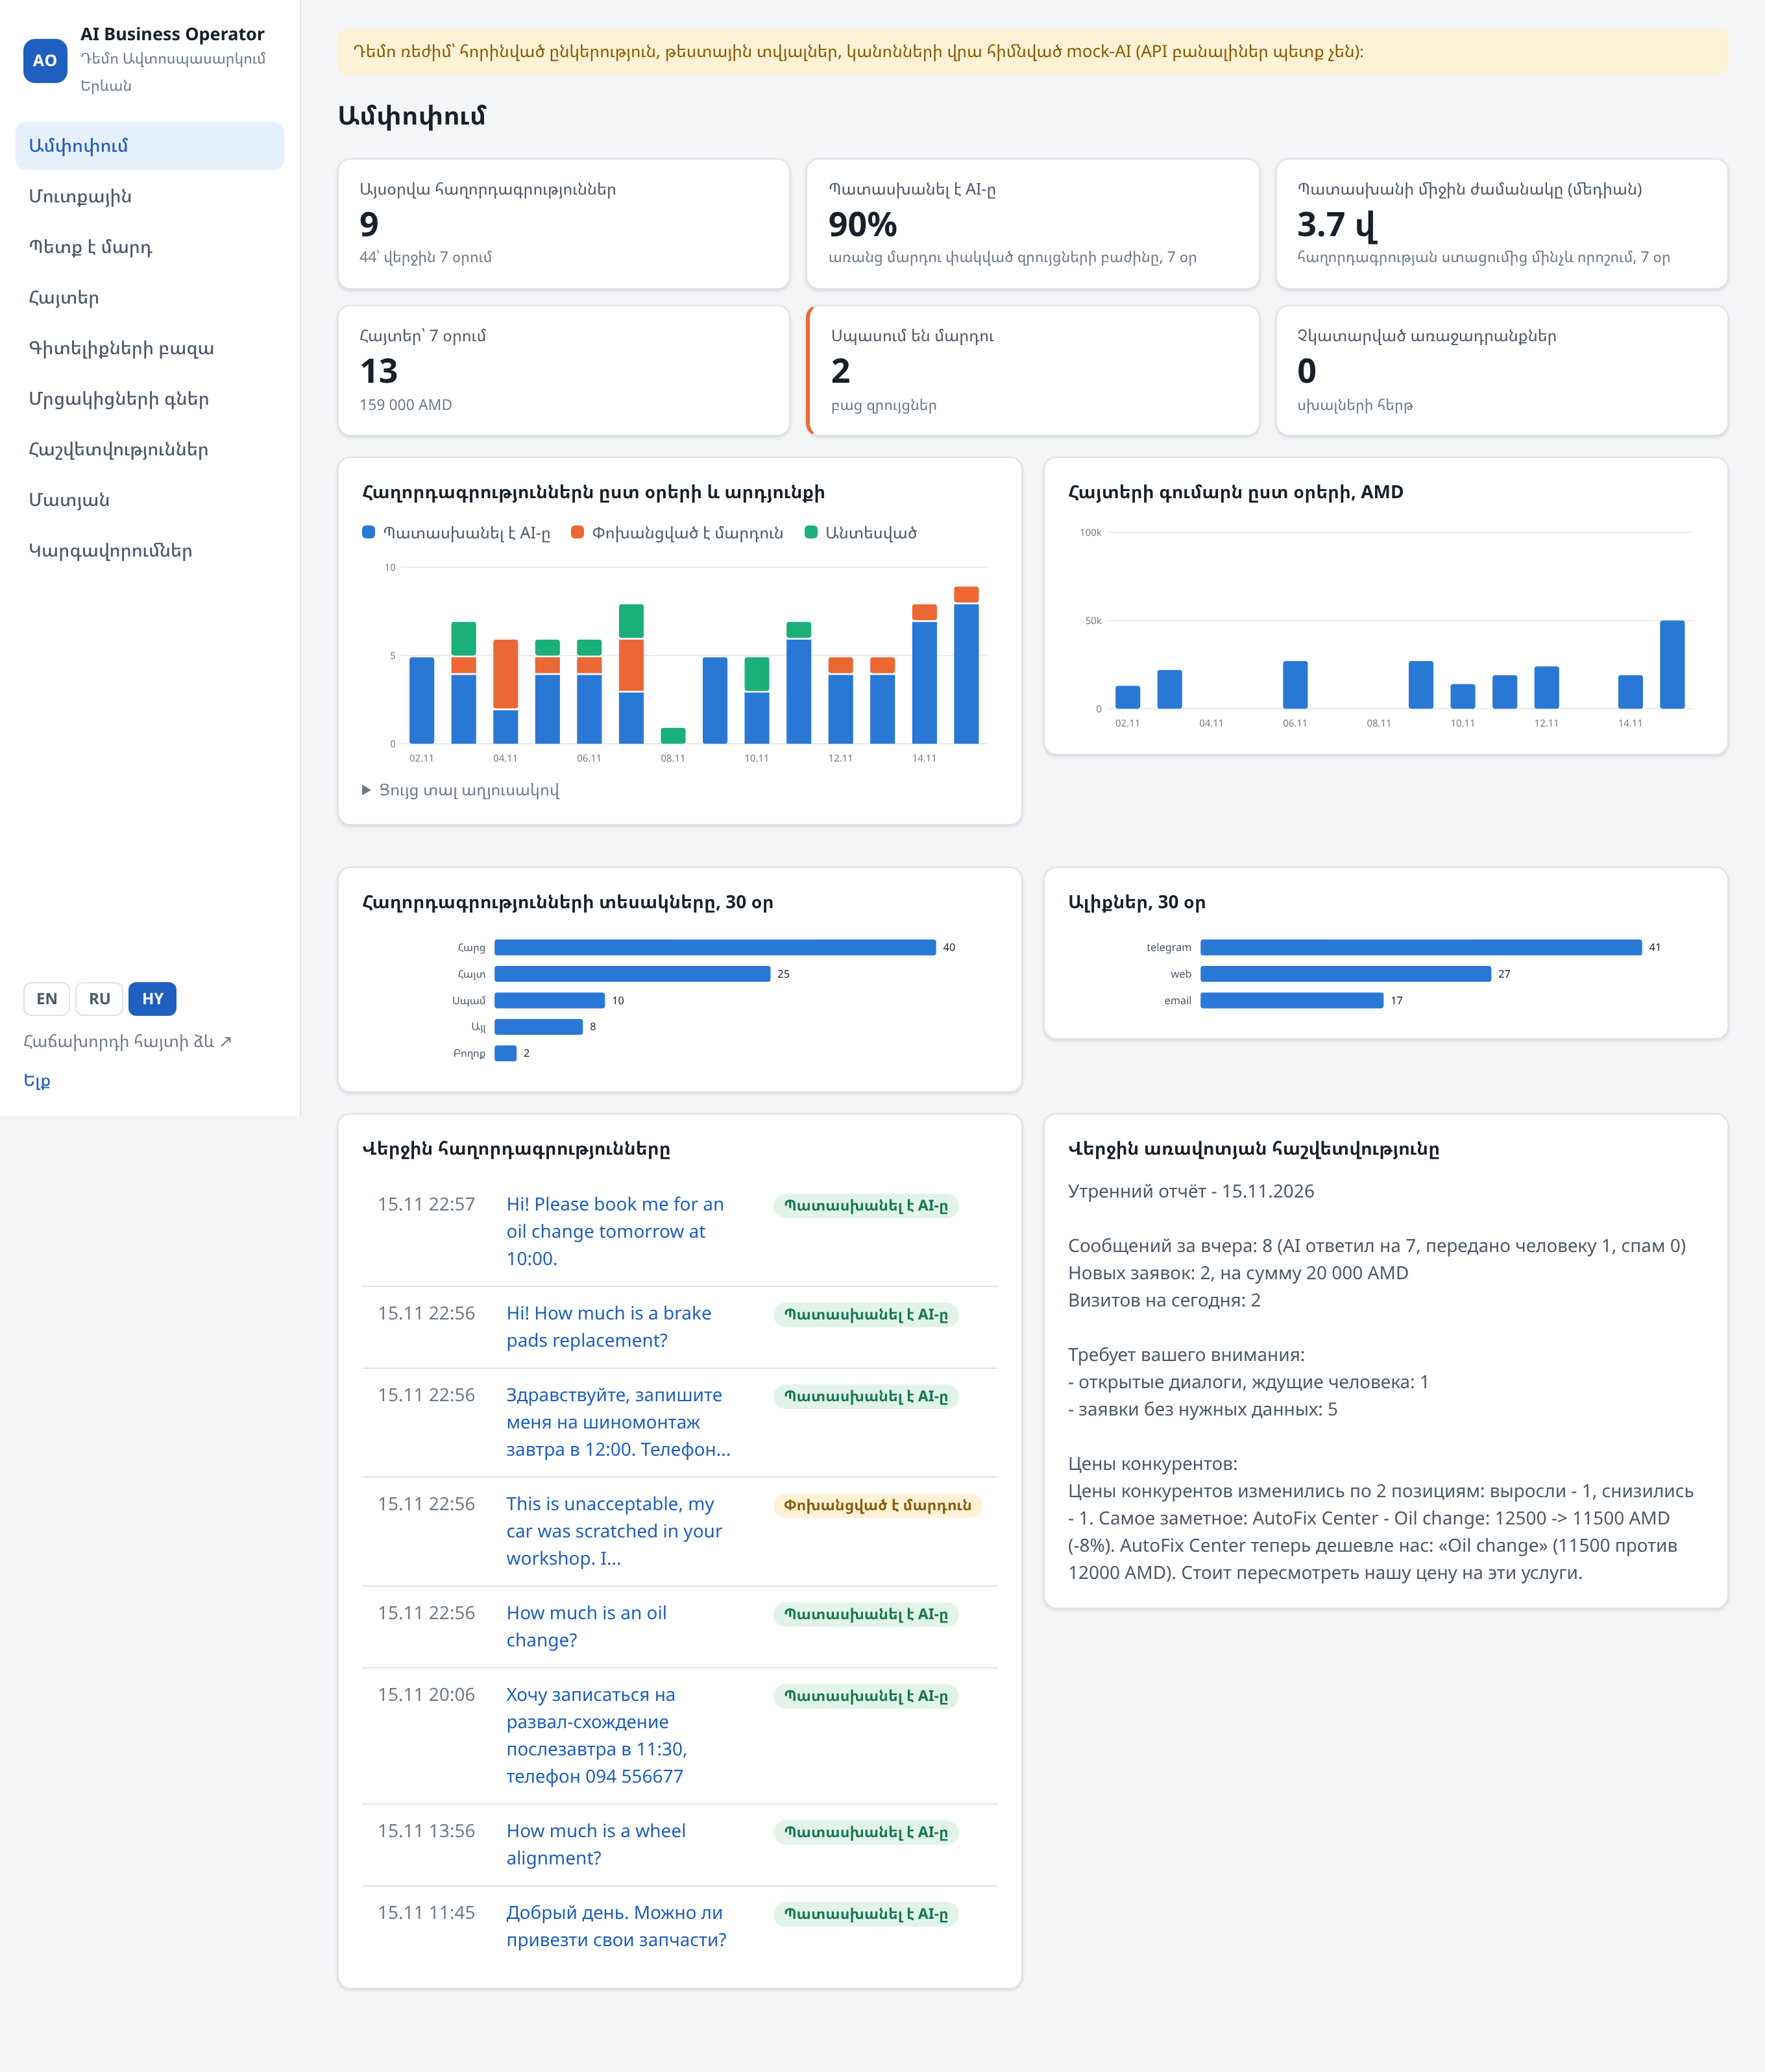 AO
AI Business Operator
Դեմո Ավտոսպասարկում
Երևան
Ամփոփում
Մուտքային
Պետք է մարդ
Հայտեր
Գիտելիքների բազա
Մրցակիցների գներ
Հաշվետվություններ
Մատյան
Կարգավորումներ
EN RU HY
Հաճախորդի հայտի ձև ↗
Ելք
Դեմո ռեժիմ՝ հորինված ընկերություն, թեստային տվյալներ, կանոնների վրա հիմնված mock-AI (API բանալիներ պետք չեն):
Ամփոփում
Այսօրվա հաղորդագրություններ
9
44՝ վերջին 7 օրում
Պատասխանել է AI-ը
90%
առանց մարդու փակված զրույցների բաժինը, 7 օր
Պատասխանի միջին ժամանակը (մեդիան)
3.7 վ
հաղորդագրության ստացումից մինչև որոշում, 7 օր
Հայտեր՝ 7 օրում
13
159 000 AMD
Սպասում են մարդու
2
բաց զրույցներ
Չկատարված առաջադրանքներ
0
սխալների հերթ
Հաղորդագրություններն ըստ օրերի և արդյունքի
Պատասխանել է AI-ը Փոխանցված է մարդուն Անտեսված
10
5
0
02.11 04.11 06.11 08.11 10.11 12.11 14.11
▶ Ցույց տալ աղյուսակով
Հայտերի գումարն ըստ օրերի, AMD
100k
50k
0
02.11 04.11 06.11 08.11 10.11 12.11 14.11
Հաղորդագրությունների տեսակները, 30 օր
Հարց 40
Հայտ 25
Սպամ 10
Այլ 8
Բողոք 2
Ալիքներ, 30 օր
telegram 41
web 27
email 17
Վերջին հաղորդագրությունները
15.11 22:57 Hi! Please book me for an Պատասխանել է AI-ը
oil change tomorrow at
10:00.
15.11 22:56 Hi! How much is a brake Պատասխանել է AI-ը
pads replacement?
15.11 22:56 Здравствуйте, запишите Պատասխանել է AI-ը
меня на шиномонтаж
завтра в 12:00. Телефон...
15.11 22:56 This is unacceptable, my Փոխանցված է մարդուն
car was scratched in your
workshop. I...
15.11 22:56 How much is an oil Պատասխանել է AI-ը
change?
15.11 20:06 Хочу записаться на Պատասխանել է AI-ը
развал-схождение
послезавтра в 11:30,
телефон 094 556677
15.11 13:56 How much is a wheel Պատասխանել է AI-ը
alignment?
15.11 11:45 Добрый день. Можно ли Պատասխանել է AI-ը
привезти свои запчасти?
Վերջին առավոտյան հաշվետվությունը
Утренний отчёт - 15.11.2026
Сообщений за вчера: 8 (AI ответил на 7, передано человеку 1, спам 0)
Новых заявок: 2, на сумму 20 000 AMD
Визитов на сегодня: 2
Требует вашего внимания:
- открытые диалоги, ждущие человека: 1
- заявки без нужных данных: 5
Цены конкурентов:
Цены конкурентов изменились по 2 позициям: выросли - 1, снизились
- 1. Самое заметное: AutoFix Center - Oil change: 12500 -> 11500 AMD
(-8%). AutoFix Center теперь дешевле нас: «Oil change» (11500 против
12000 AMD). Стоит пересмотреть нашу цену на эти услуги.